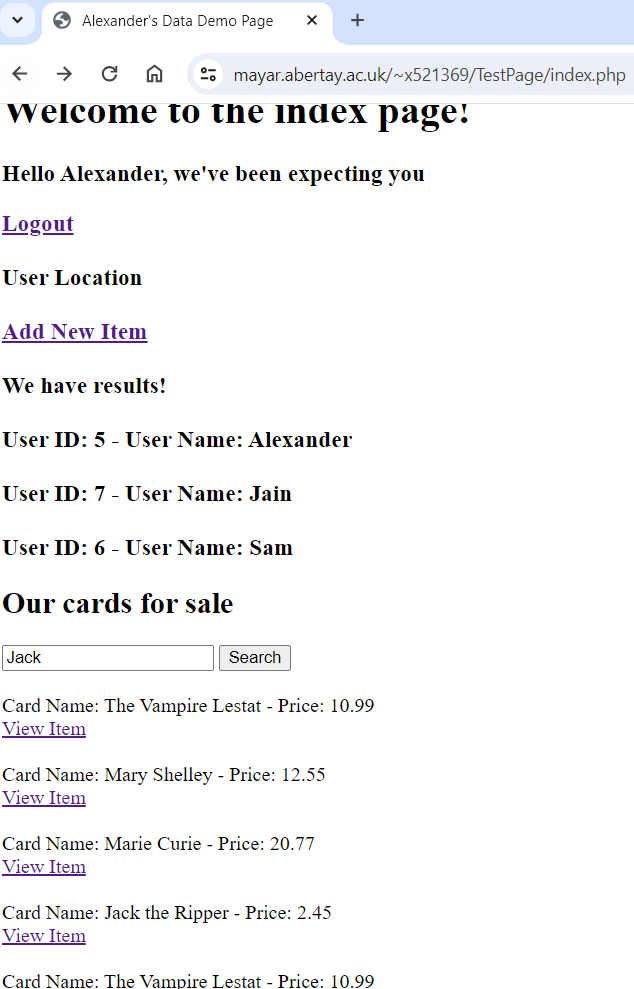 Alexander's Data Demo Page
mayar.abertay.ac.uk/~x521369/TestPage/index.php
Welcome to the index page!
Hello Alexander, we've been expecting you
Logout
User Location
Add New Item
We have results!
User ID: 5 - User Name: Alexander
User ID: 7 - User Name: Jain
User ID: 6 - User Name: Sam
Our cards for sale
Jack Search
Card Name: The Vampire Lestat - Price: 10.99
View Item
Card Name: Mary Shelley - Price: 12.55
View Item
Card Name: Marie Curie - Price: 20.77
View Item
Card Name: Jack the Ripper - Price: 2.45
View Item
Card Name: The Vampire Lestat - Price: 10.99